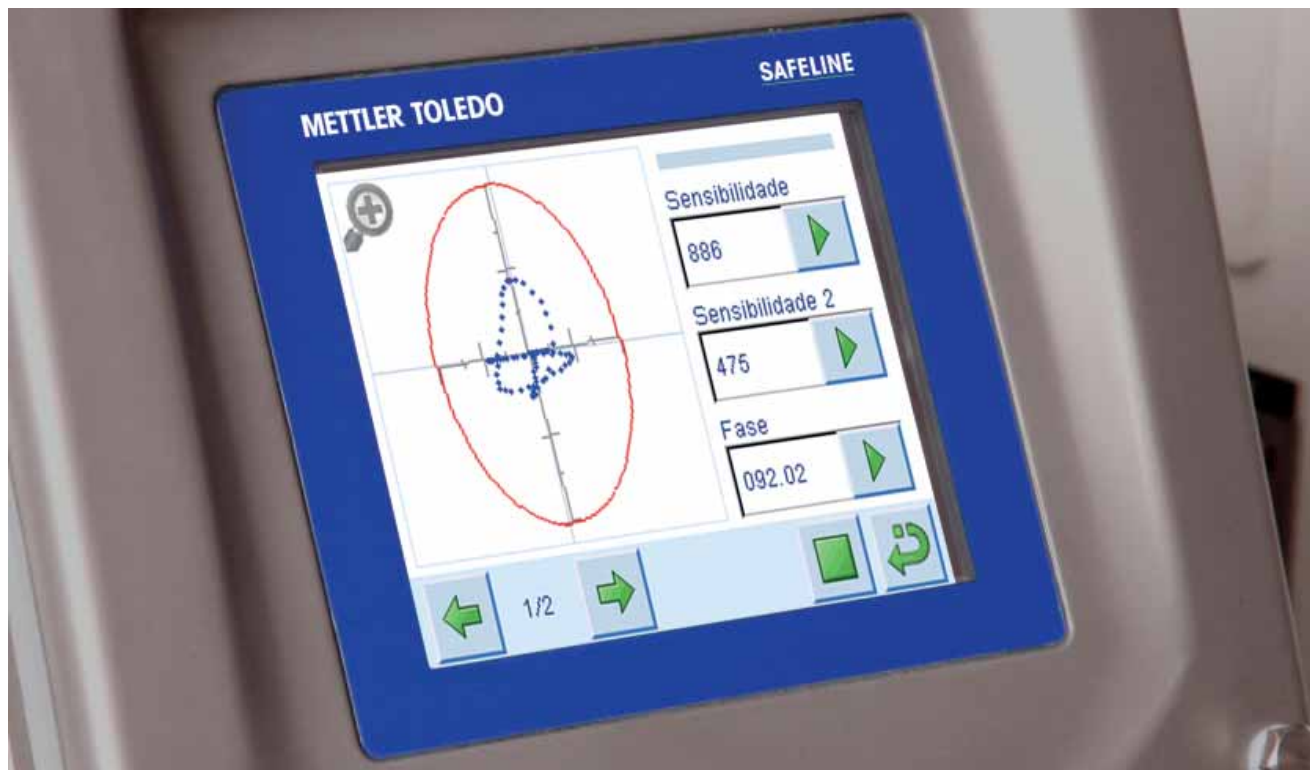 METTLER TOLEDO
SAFELINE
Sensibilidade
886
Sensibilidade 2
475
Fase
092.02
1/2